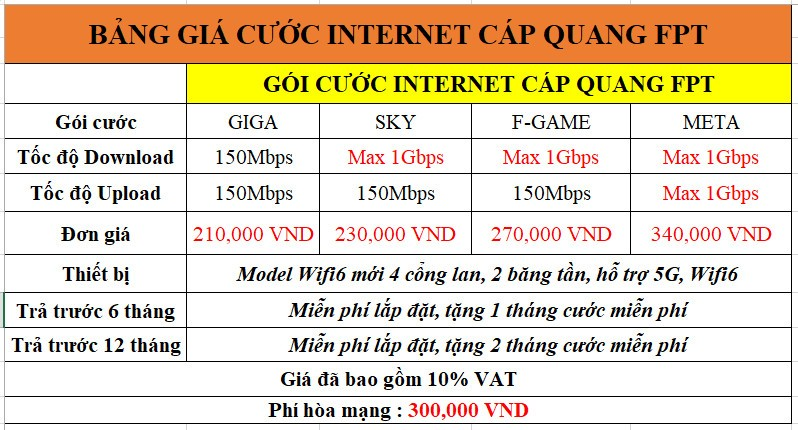 BẢNG GIÁ CƯỚC INTERNET CÁP QUANG FPT
GÓI CƯỚC INTERNET CÁP QUANG FPT
Gói cước GIGA SKY F-GAME META
Tốc độ Download 150Mbps Max 1Gbps Max 1Gbps Max 1Gbps
Tốc độ Upload 150Mbps 150Mbps 150Mbps Max 1Gbps
Đơn giá 210,000 VND 230,000 VND 270,000 VND 340,000 VND
Thiết bị Model Wifi6 mới 4 cổng lan, 2 băng tần, hỗ trợ 5G, Wifi6
Trả trước 6 tháng Miễn phí lắp đặt, tặng 1 tháng cước miễn phí
Trả trước 12 tháng Miễn phí lắp đặt, tặng 2 tháng cước miễn phí
Giá đã bao gồm 10% VAT
Phí hòa mạng : 300,000 VND